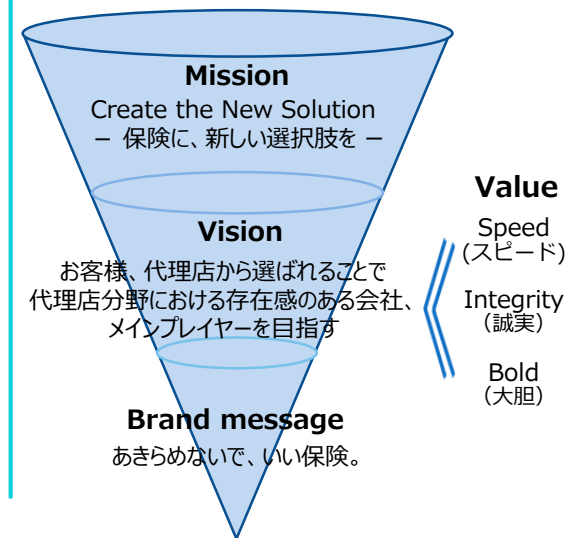 Mission
Create the New Solution
− 保険に、新しい選択肢を −
Vision
お客様、代理店から選ばれることで
代理店分野における存在感のある会社、
メインプレイヤーを目指す
Brand message
あきらめないで、いい保険。
Value
Speed
(スピード)
Integrity
（誠実）
Bold
（大胆）